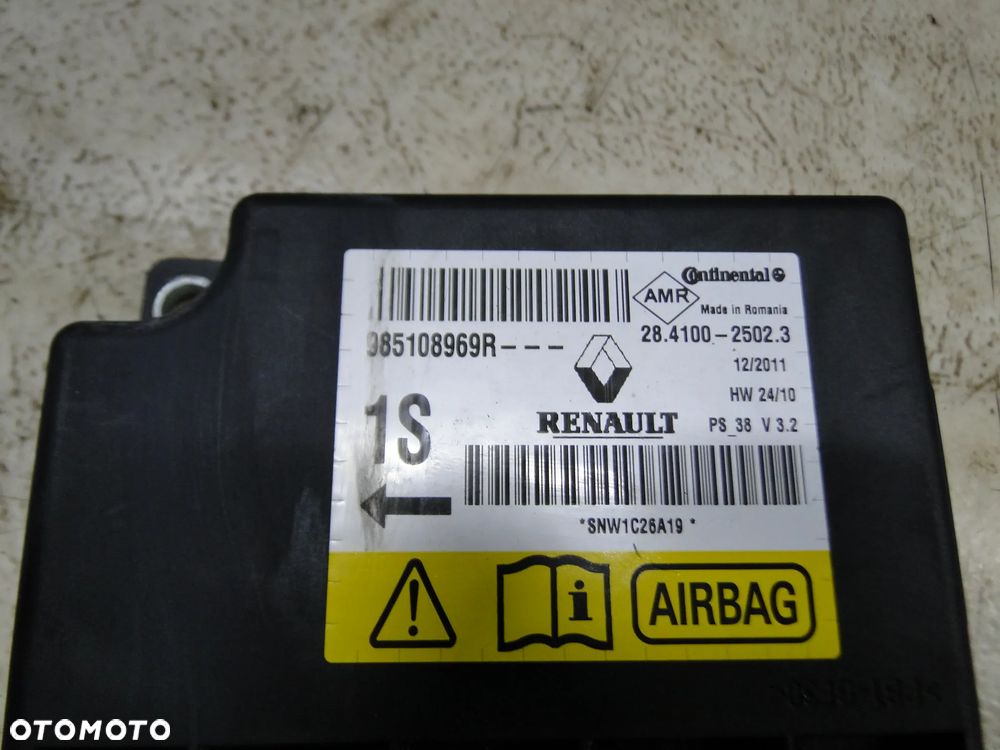 Continental
AMR
Made in Romania
985108969R---
28.4100-2502.3
12/2011
HW 24/10
RENAULT
PS_38 V 3.2
1S
*SNW1C26A19 *
AIRBAG
OTOMOTO